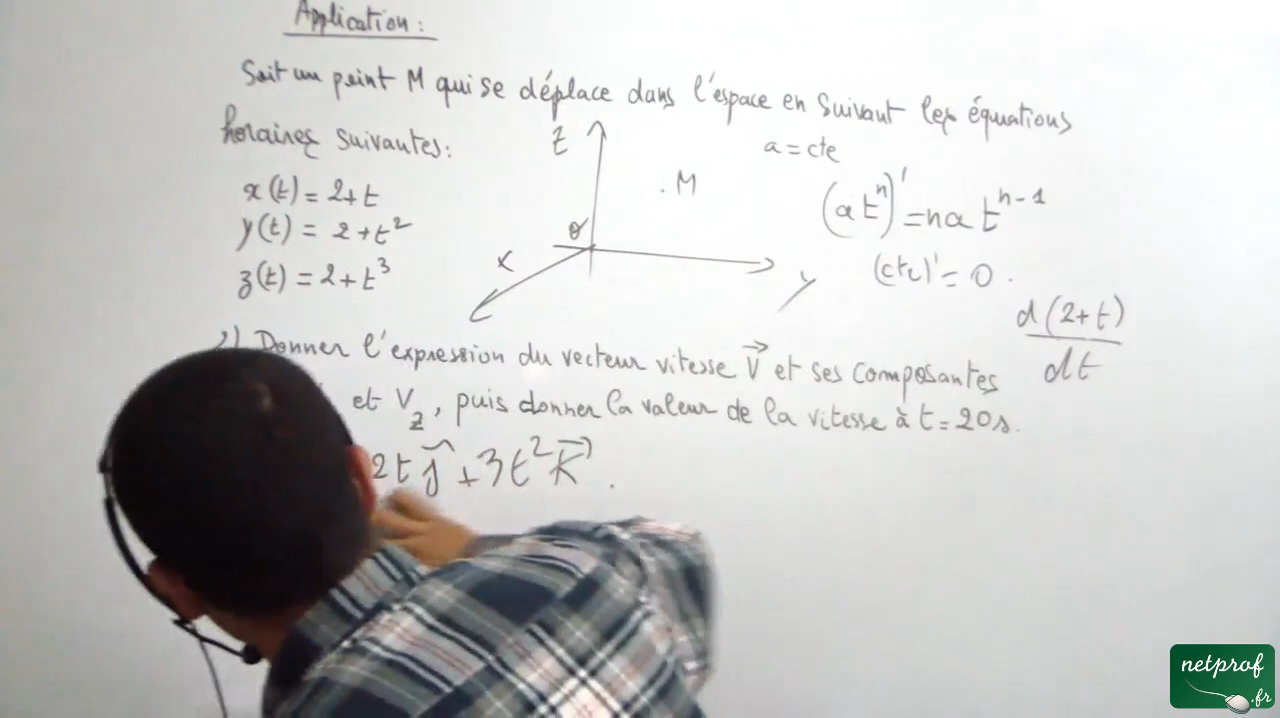 Application :
Soit un point M qui se déplace dans l'espace en suivant les équations
horaires suivantes :
x(t) = 2+t
y(t) = 2+t²
z(t) = 2+t³
Z
O
X
y
. M
a = cte
(at^n)' = na t^(n-1)
(cte)' = 0 .
d(2+t)
dt
2) Donner l'expression du vecteur vitesse V⃗ et ses composantes
et V_z, puis donner la valeur de la vitesse à t = 20s.
2t j⃗ + 3t² K⃗ .
netprof
.fr